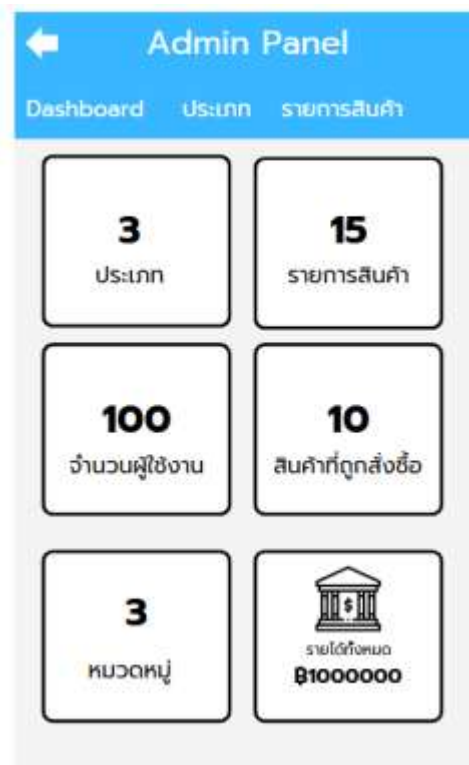 Admin Panel
Dashboard ประเภท รายการสินค้า
3
ประเภท
15
รายการสินค้า
100
จำนวนผู้ใช้งาน
10
สินค้าที่ถูกสั่งซื้อ
3
หมวดหมู่
$
รายได้ทั้งหมด
฿1000000